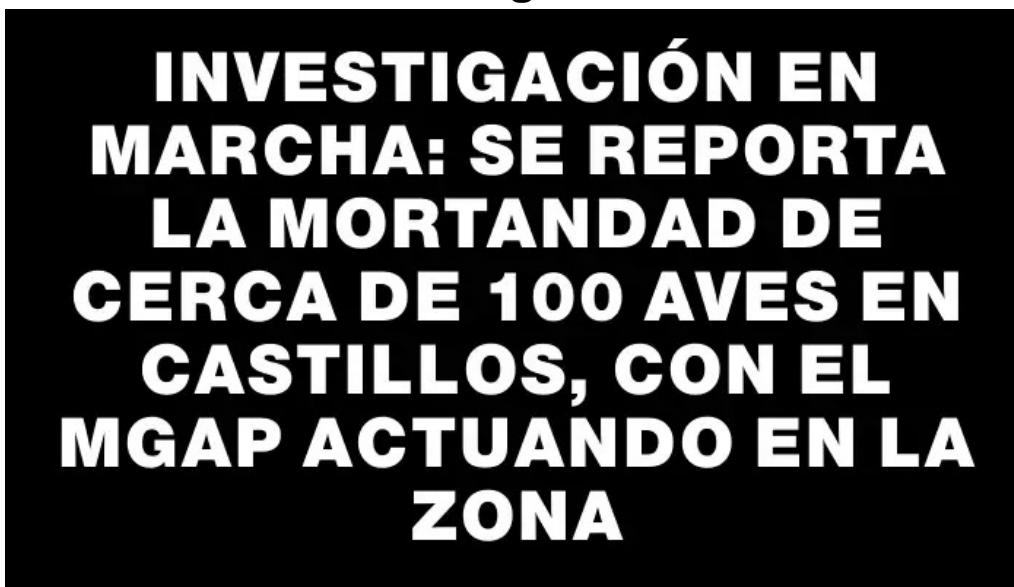 INVESTIGACIÓN EN
MARCHA: SE REPORTA
LA MORTANDAD DE
CERCA DE 100 AVES EN
CASTILLOS, CON EL
MGAP ACTUANDO EN LA
ZONA